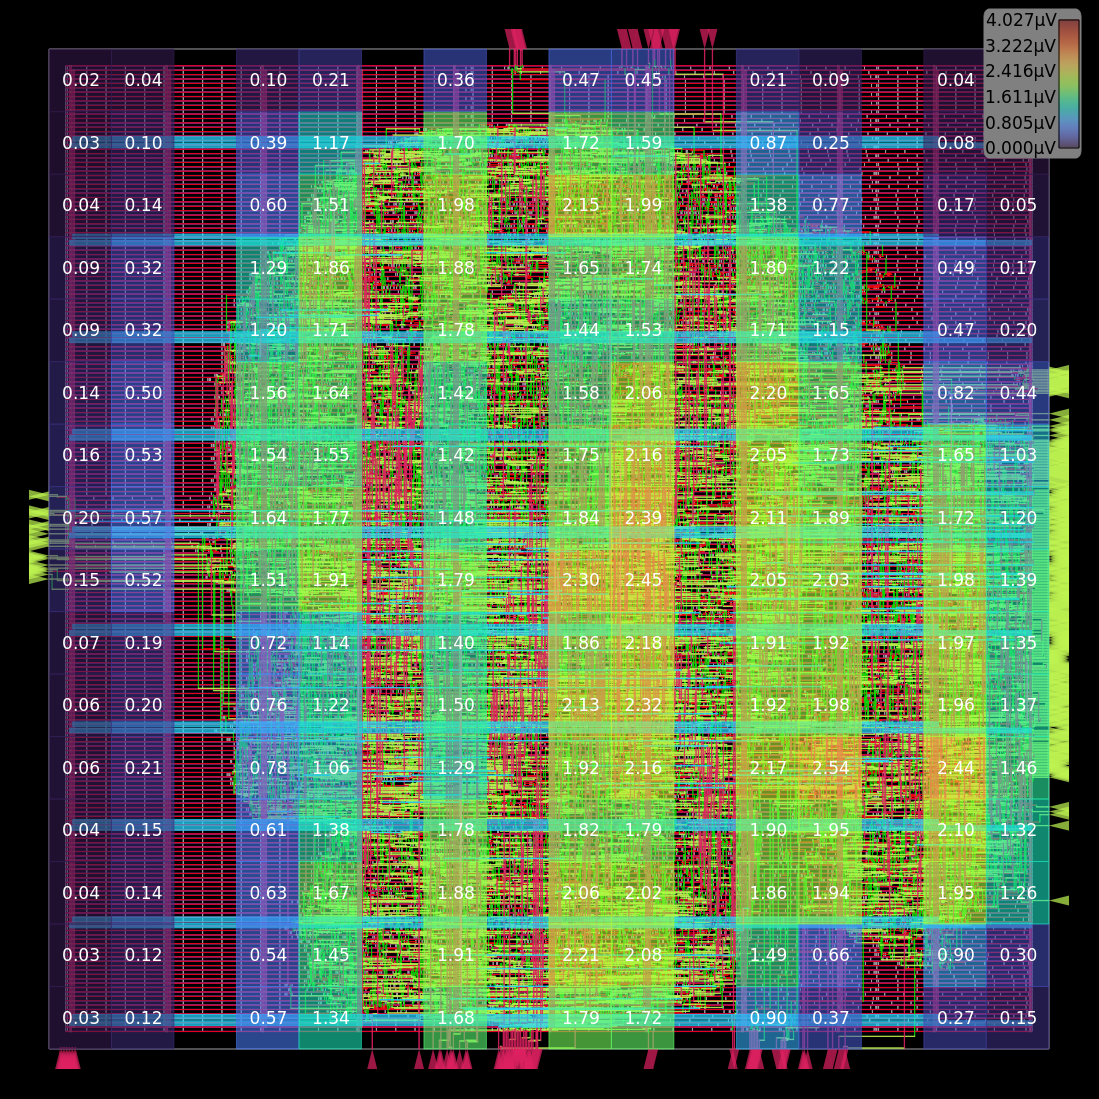 4.027µV
3.222µV
2.416µV
1.611µV
0.805µV
0.000µV
0.02 0.04 0.10 0.21 0.36 0.47 0.45 0.21 0.09 0.04
0.03 0.10 0.39 1.17 1.70 1.72 1.59 0.87 0.25 0.08
0.04 0.14 0.60 1.51 1.98 2.15 1.99 1.38 0.77 0.17 0.05
0.09 0.32 1.29 1.86 1.88 1.65 1.74 1.80 1.22 0.49 0.17
0.09 0.32 1.20 1.71 1.78 1.44 1.53 1.71 1.15 0.47 0.20
0.14 0.50 1.56 1.64 1.42 1.58 2.06 2.20 1.65 0.82 0.44
0.16 0.53 1.54 1.55 1.42 1.75 2.16 2.05 1.73 1.65 1.03
0.20 0.57 1.64 1.77 1.48 1.84 2.39 2.11 1.89 1.72 1.20
0.15 0.52 1.51 1.91 1.79 2.30 2.45 2.05 2.03 1.98 1.39
0.07 0.19 0.72 1.14 1.40 1.86 2.18 1.91 1.92 1.97 1.35
0.06 0.20 0.76 1.22 1.50 2.13 2.32 1.92 1.98 1.96 1.37
0.06 0.21 0.78 1.06 1.29 1.92 2.16 2.17 2.54 2.44 1.46
0.04 0.15 0.61 1.38 1.78 1.82 1.79 1.90 1.95 2.10 1.32
0.04 0.14 0.63 1.67 1.88 2.06 2.02 1.86 1.94 1.95 1.26
0.03 0.12 0.54 1.45 1.91 2.21 2.08 1.49 0.66 0.90 0.30
0.03 0.12 0.57 1.34 1.68 1.79 1.72 0.90 0.37 0.27 0.15